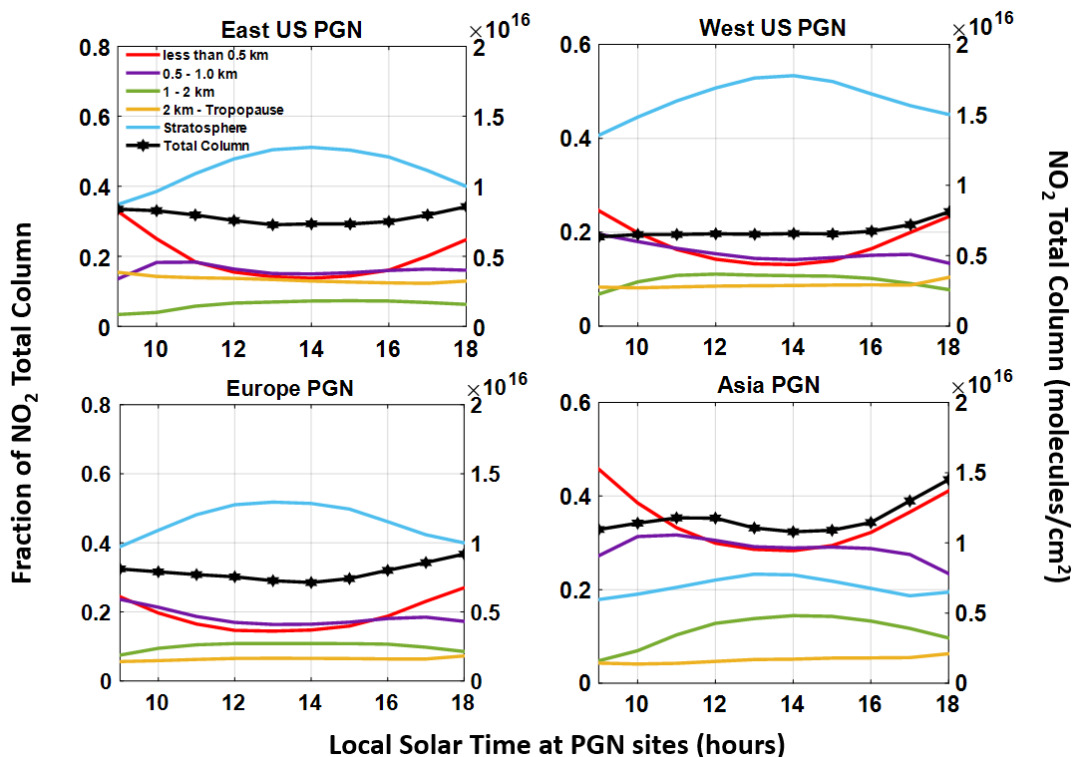 East US PGN
×10^16
0.8
0.6
0.4
0.2
0
2
1.5
1
0.5
0
less than 0.5 km
0.5 - 1.0 km
1 - 2 km
2 km - Tropopause
Stratosphere
Total Column
10 12 14 16 18
West US PGN
×10^16
0.6
0.4
0.2
0
2
1.5
1
0.5
0
10 12 14 16 18
Europe PGN
×10^16
0.8
0.6
0.4
0.2
0
2
1.5
1
0.5
0
10 12 14 16 18
Asia PGN
×10^16
0.6
0.4
0.2
0
2
1.5
1
0.5
0
10 12 14 16 18
Fraction of NO₂ Total Column
NO₂ Total Column (molecules/cm²)
Local Solar Time at PGN sites (hours)